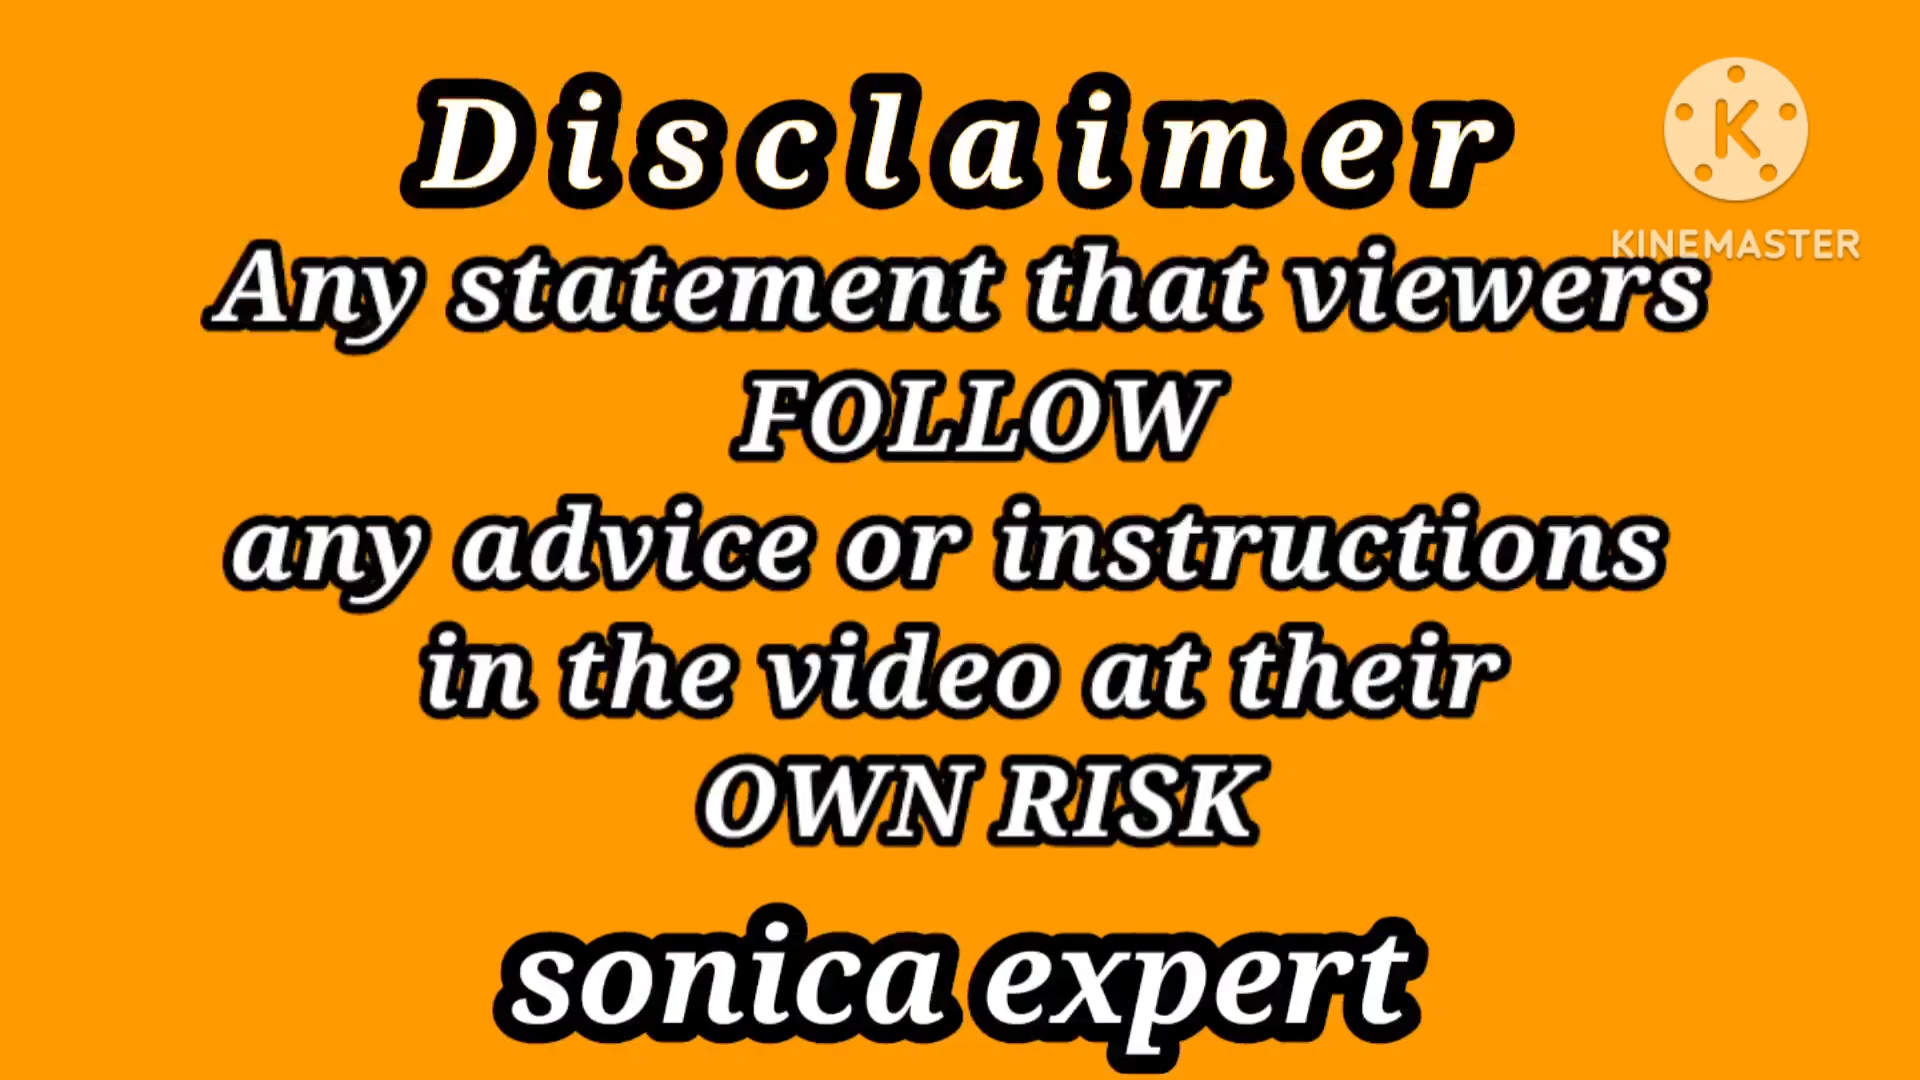 Disclaimer
K
KINEMASTER
Any statement that viewers
FOLLOW
any advice or instructions
in the video at their
OWN RISK
sonica expert